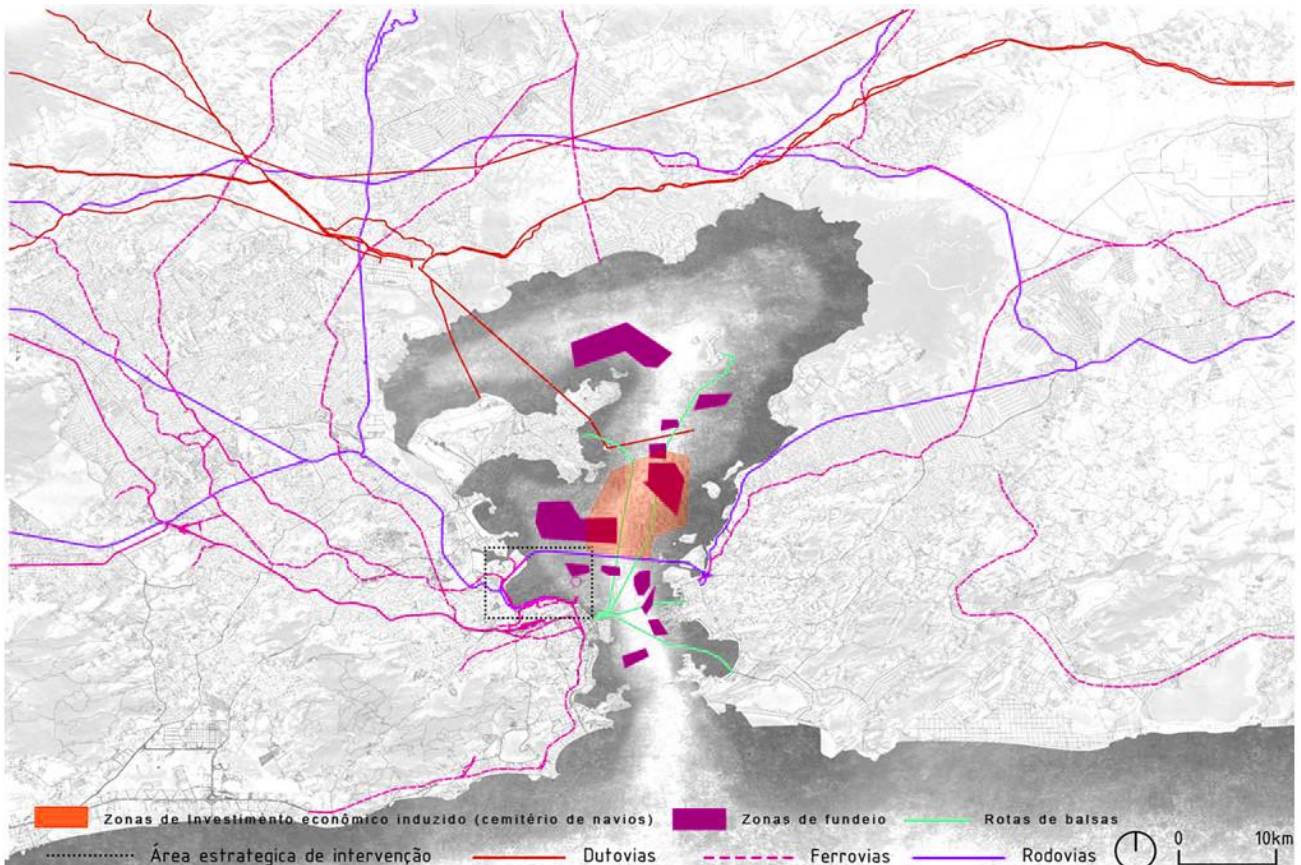 Zonas de Investimento econômico induzido (cemitério de navios) Zonas de fundeio Rotas de balsas
Área estrategica de intervenção Dutovias Ferrovias Rodovias 0 10km